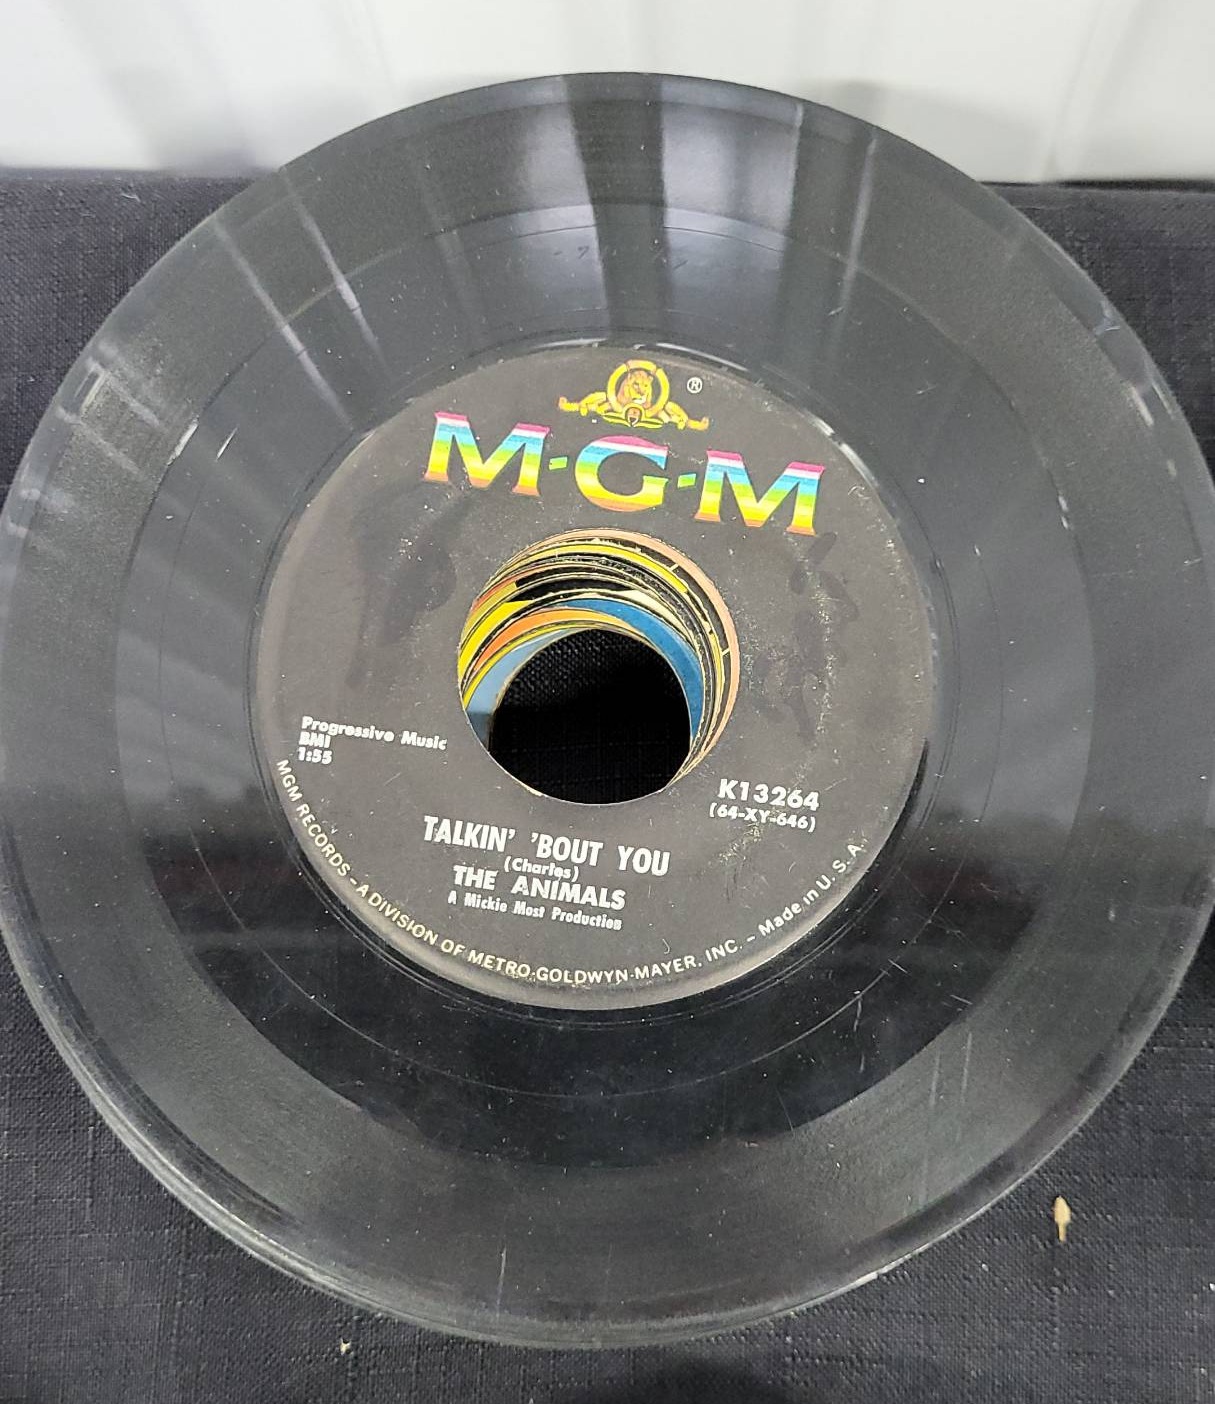 ®
M·G·M
Progressive Music
BMI
1:55
K13264
(64-XY-646)
TALKIN' 'BOUT YOU
(Charles)
THE ANIMALS
A Mickie Most Production
MGM RECORDS – A DIVISION OF METRO-GOLDWYN-MAYER, INC. – Made in U. S. A.